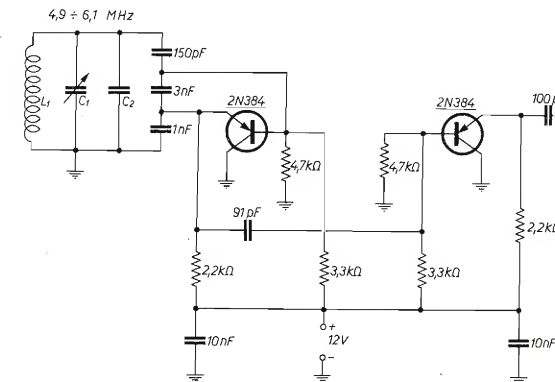 4,9 ÷ 6,1 MHz
150pF
3nF
1nF
L1
C1
C2
2N384
4,7kΩ
2N384
100p
4,7kΩ
91pF
2,2kΩ
3,3kΩ
3,3kΩ
2,2kΩ
10nF
+
12V
-
10nF